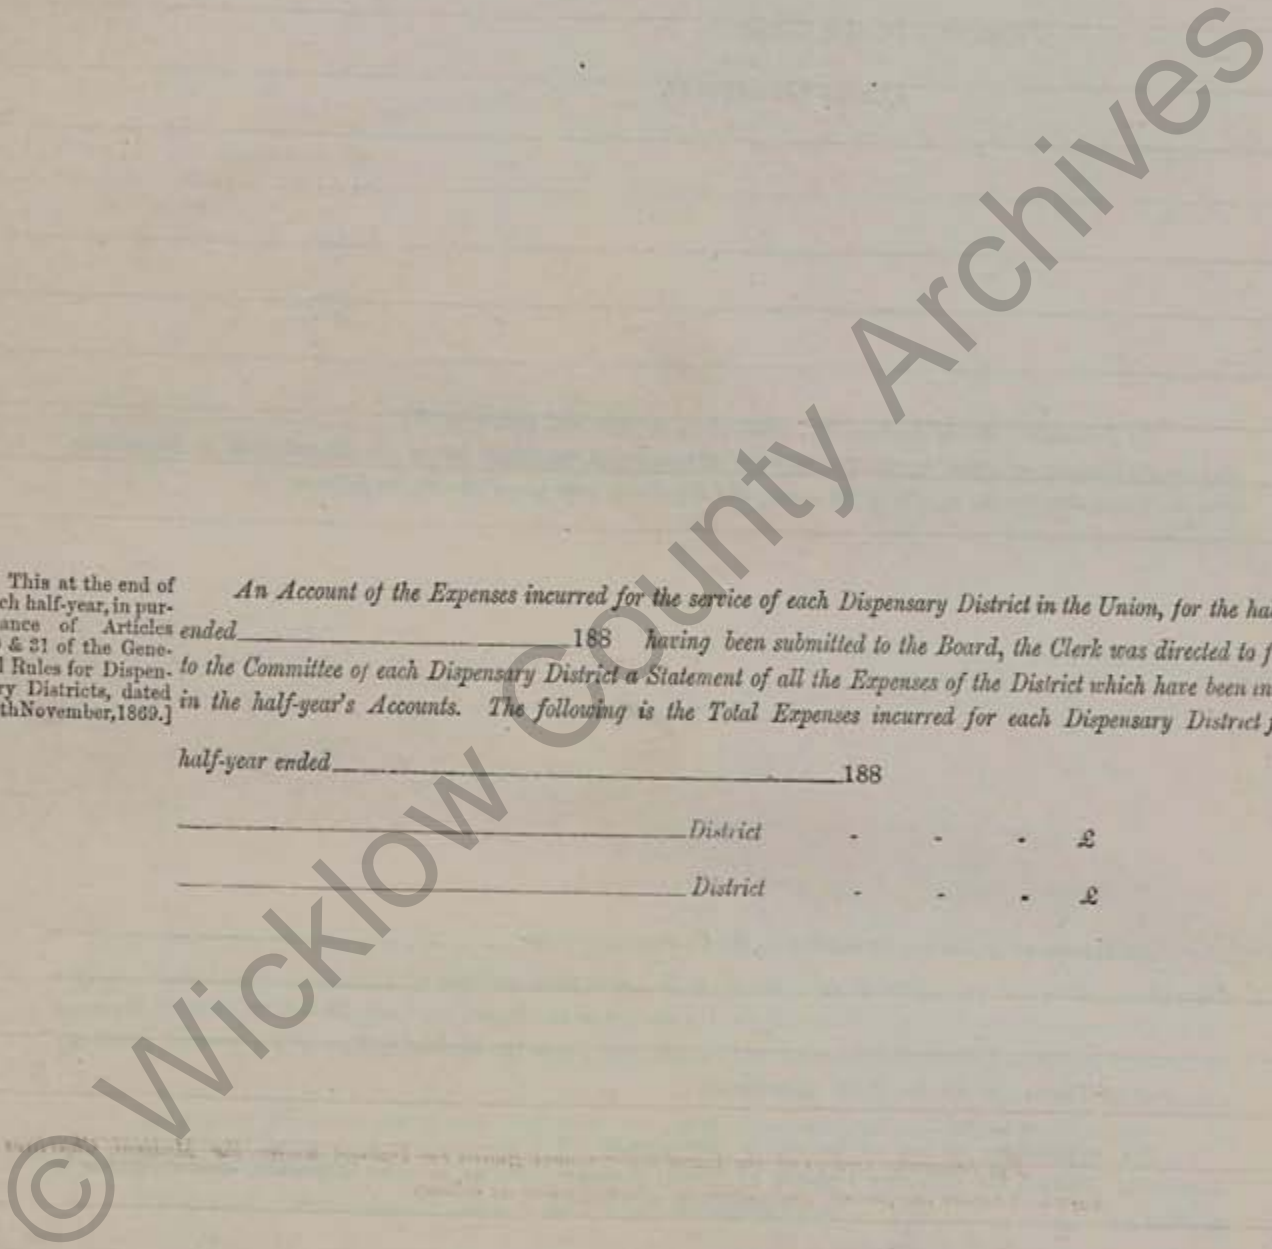 This at the end of
ch half-year, in pur-
ance of Articles
& 31 of the Gene-
l Rules for Dispen-
ry Districts, dated
th November, 1869.]
An Account of the Expenses incurred for the service of each Dispensary District in the Union, for the ha
ended 188 having been submitted to the Board, the Clerk was directed to f
to the Committee of each Dispensary District a Statement of all the Expenses of the District which have been in
in the half-year's Accounts. The following is the Total Expenses incurred for each Dispensary District f
half-year ended 188
District - - - £
District - - - £
© Wicklow County Archives